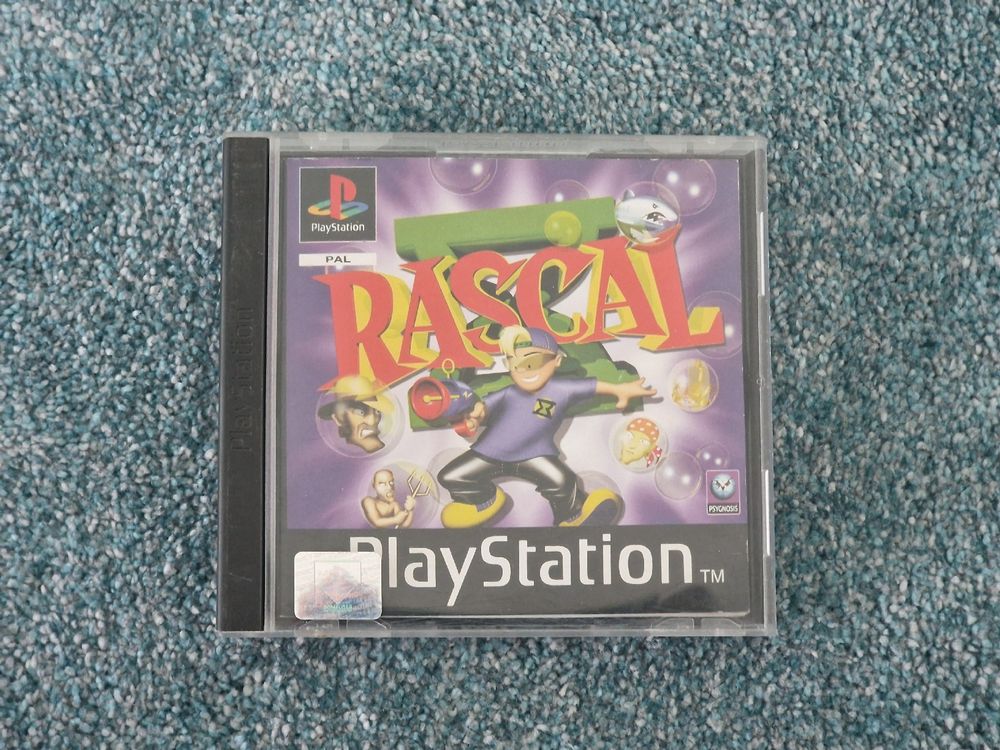 PlayStation
PAL
RASCAL
PSYGNOSIS
PlayStation™
PlayStation